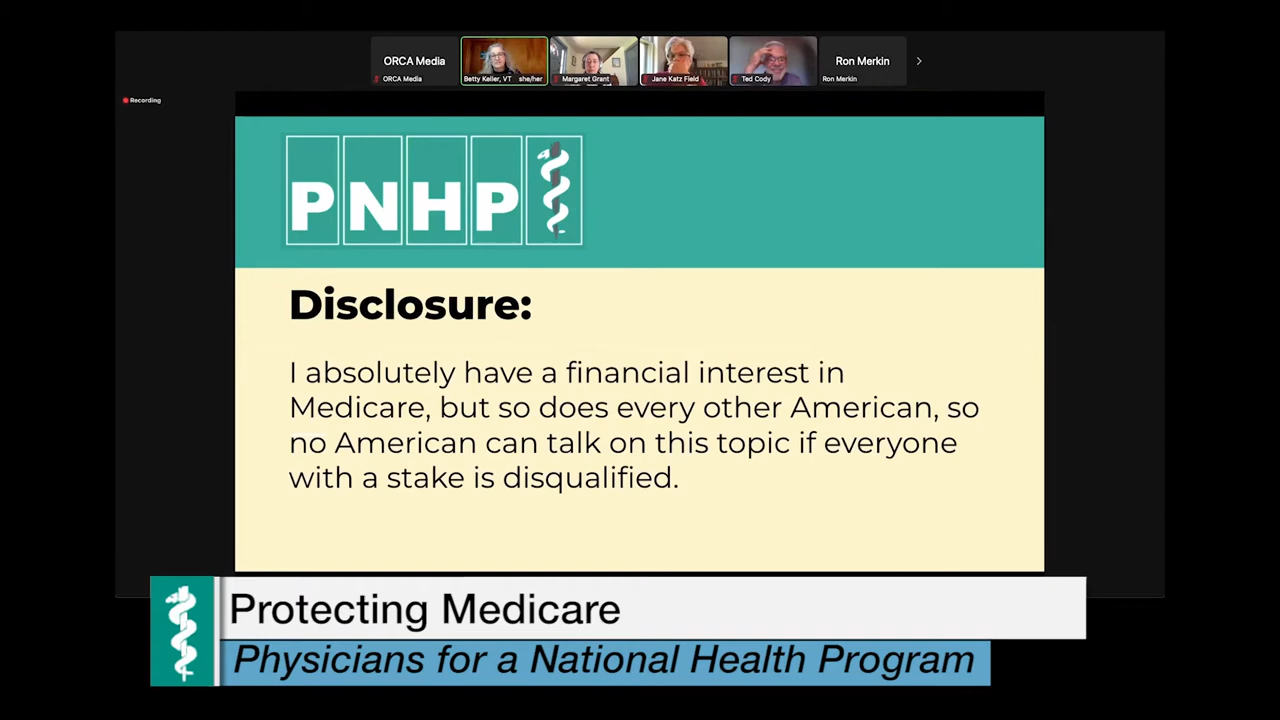 ORCA Media
Ron Merkin
ORCA Media
Betty Keller, VT she/her
Margaret Grant
Jane Katz Field
Ted Cody
Ron Merkin
Recording
PNHP
Disclosure:
I absolutely have a financial interest in
Medicare, but so does every other American, so
no American can talk on this topic if everyone
with a stake is disqualified.
Protecting Medicare
Physicians for a National Health Program